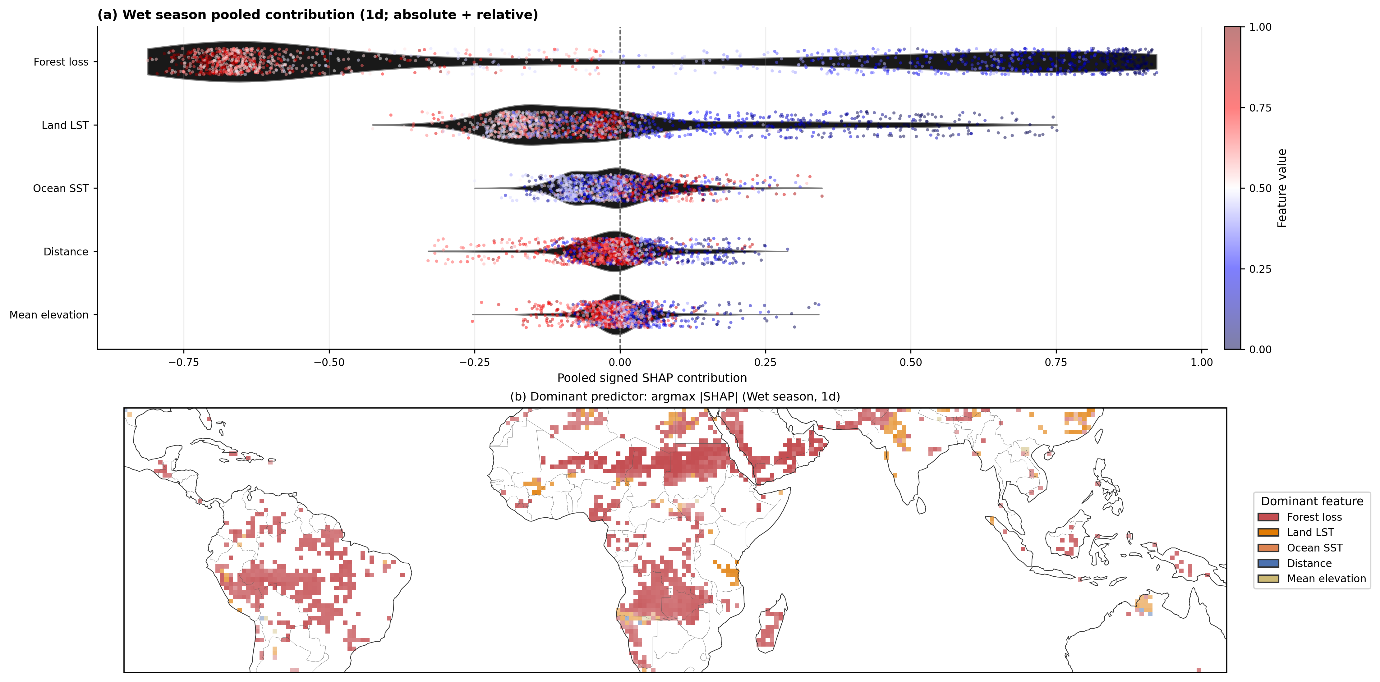 (a) Wet season pooled contribution (1d; absolute + relative)
Forest loss
Land LST
Ocean SST
Distance
Mean elevation
−0.75
−0.50
−0.25
0.00
0.25
0.50
0.75
1.00
Pooled signed SHAP contribution
1.00
0.75
0.50
0.25
0.00
Feature value
(b) Dominant predictor: argmax |SHAP| (Wet season, 1d)
Dominant feature
Forest loss
Land LST
Ocean SST
Distance
Mean elevation